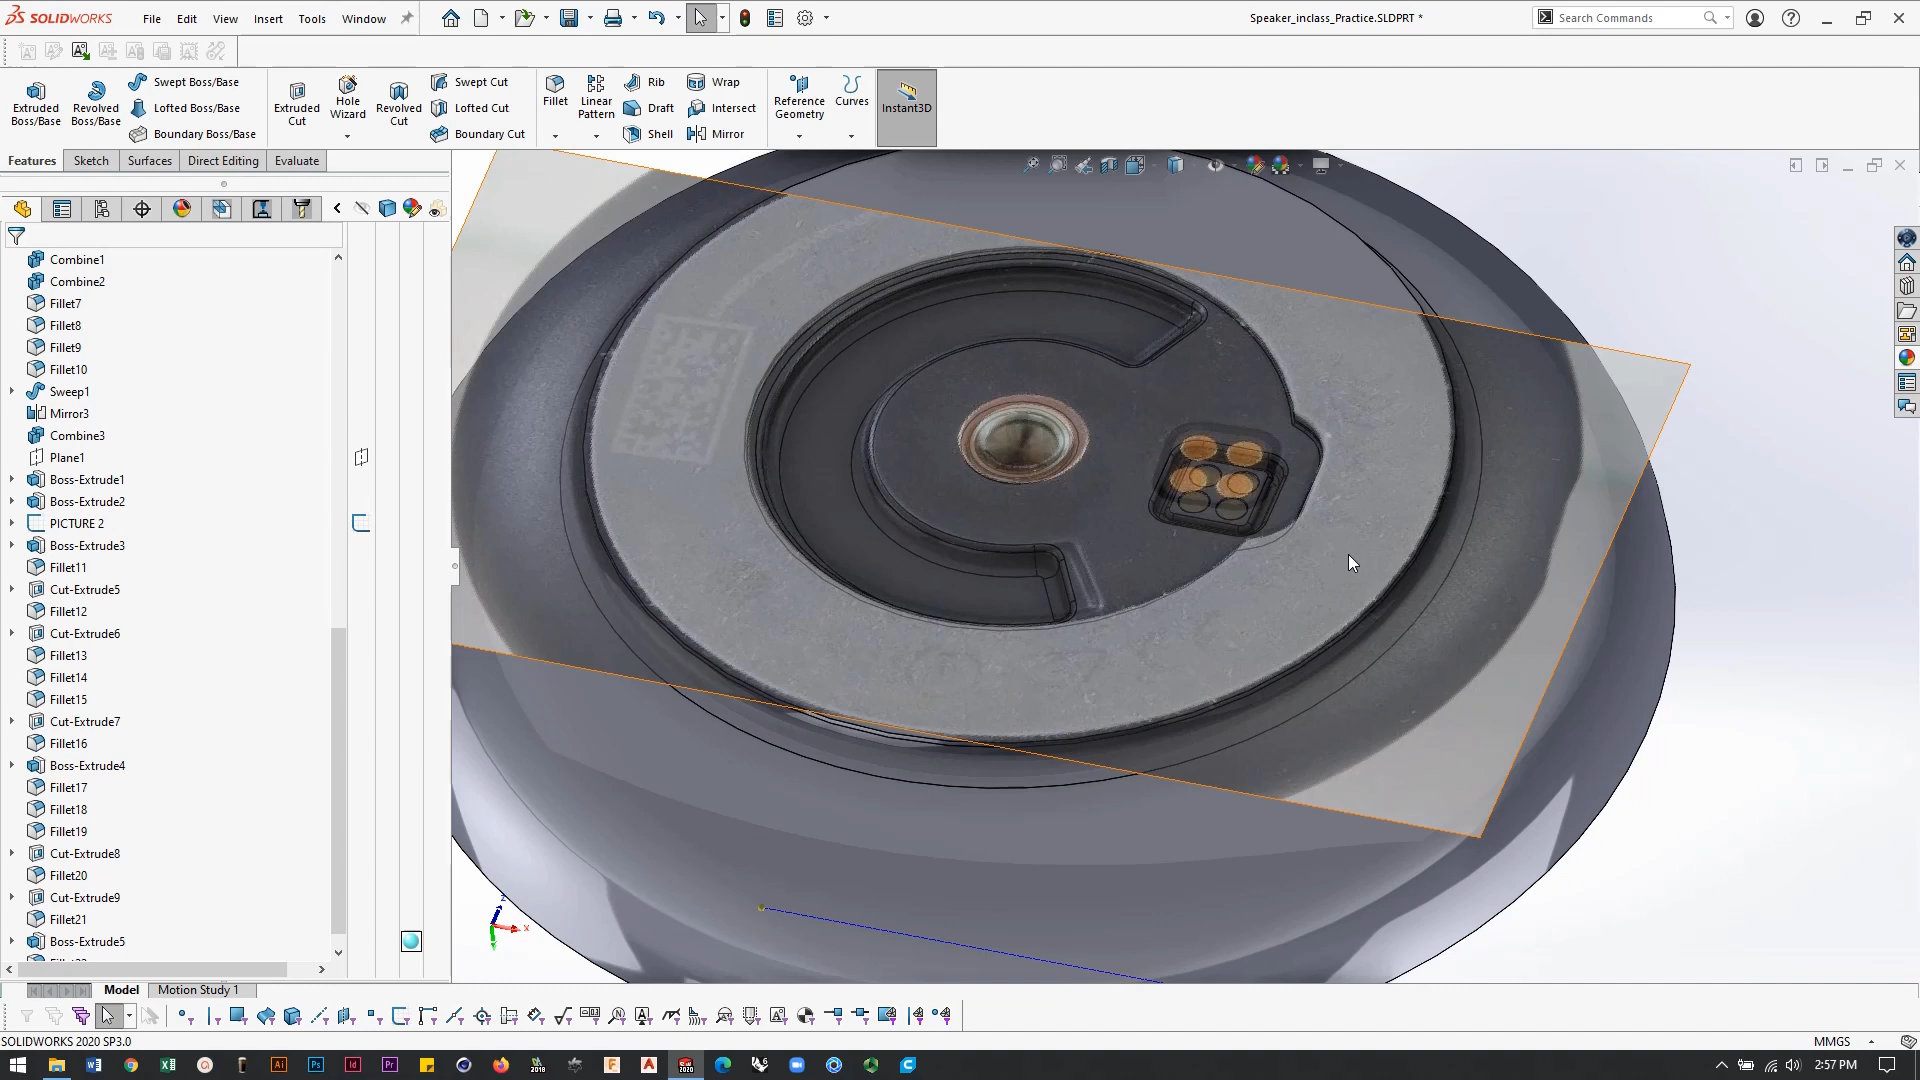 SOLIDWORKS File Edit View Insert Tools Window Speaker_inclass_Practice.SLDPRT * Search Commands
Extruded Boss/Base Revolved Boss/Base Swept Boss/Base Lofted Boss/Base Boundary Boss/Base Extruded Cut Hole Wizard Revolved Cut Swept Cut Lofted Cut Boundary Cut Fillet Linear Pattern Rib Draft Shell Wrap Intersect Mirror Reference Geometry Curves Instant3D
Features Sketch Surfaces Direct Editing Evaluate
Combine1
Combine2
Fillet7
Fillet8
Fillet9
Fillet10
Sweep1
Mirror3
Combine3
Plane1
Boss-Extrude1
Boss-Extrude2
PICTURE 2
Boss-Extrude3
Fillet11
Cut-Extrude5
Fillet12
Cut-Extrude6
Fillet13
Fillet14
Fillet15
Cut-Extrude7
Fillet16
Boss-Extrude4
Fillet17
Fillet18
Fillet19
Cut-Extrude8
Fillet20
Cut-Extrude9
Fillet21
Boss-Extrude5
z
x
Model Motion Study 1
SOLIDWORKS 2020 SP3.0 MMGS
2:57 PM